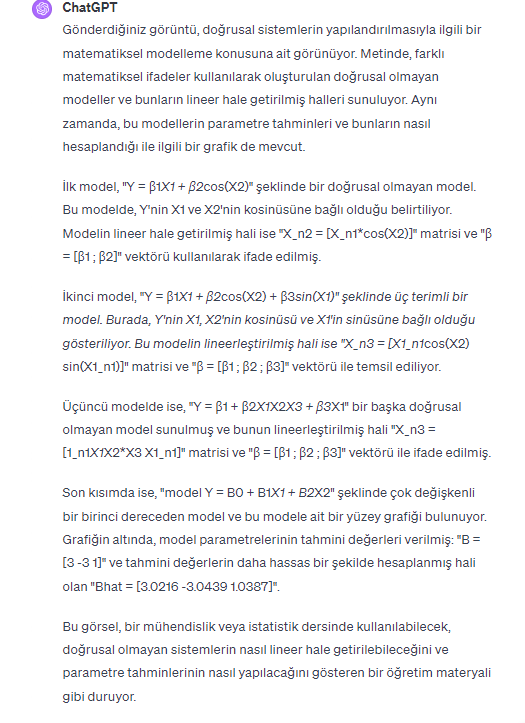 ChatGPT
Gönderdiğiniz görüntü, doğrusal sistemlerin yapılandırılmasıyla ilgili bir
matematiksel modelleme konusuna ait görünüyor. Metinde, farklı
matematiksel ifadeler kullanılarak oluşturulan doğrusal olmayan
modeller ve bunların lineer hale getirilmiş halleri sunuluyor. Aynı
zamanda, bu modellerin parametre tahminleri ve bunların nasıl
hesaplandığı ile ilgili bir grafik de mevcut.
İlk model, "Y = β1X1 + β2cos(X2)" şeklinde bir doğrusal olmayan model.
Bu modelde, Y'nin X1 ve X2'nin kosinüsüne bağlı olduğu belirtiliyor.
Modelin lineer hale getirilmiş hali ise "X_n2 = [X_n1*cos(X2)]" matrisi ve "β
= [β1 ; β2]" vektörü kullanılarak ifade edilmiş.
İkinci model, "Y = β1X1 + β2cos(X2) + β3sin(X1)" şeklinde üç terimli bir
model. Burada, Y'nin X1, X2'nin kosinüsü ve X1'in sinüsüne bağlı olduğu
gösteriliyor. Bu modelin lineerleştirilmiş hali ise "X_n3 = [X1_n1cos(X2)
sin(X1_n1)]" matrisi ve "β = [β1 ; β2 ; β3]" vektörü ile temsil ediliyor.
Üçüncü modelde ise, "Y = β1 + β2X1X2X3 + β3X1" bir başka doğrusal
olmayan model sunulmuş ve bunun lineerleştirilmiş hali "X_n3 =
[1_n1X1X2*X3 X1_n1]" matrisi ve "β = [β1 ; β2 ; β3]" vektörü ile ifade edilmiş.
Son kısımda ise, "model Y = B0 + B1X1 + B2X2" şeklinde çok değişkenli
bir birinci dereceden model ve bu modele ait bir yüzey grafiği bulunuyor.
Grafiğin altında, model parametrelerinin tahmini değerleri verilmiş: "B =
[3 -3 1]" ve tahmini değerlerin daha hassas bir şekilde hesaplanmış hali
olan "Bhat = [3.0216 -3.0439 1.0387]".
Bu görsel, bir mühendislik veya istatistik dersinde kullanılabilecek,
doğrusal olmayan sistemlerin nasıl lineer hale getirilebileceğini ve
parametre tahminlerinin nasıl yapılacağını gösteren bir öğretim materyali
gibi duruyor.